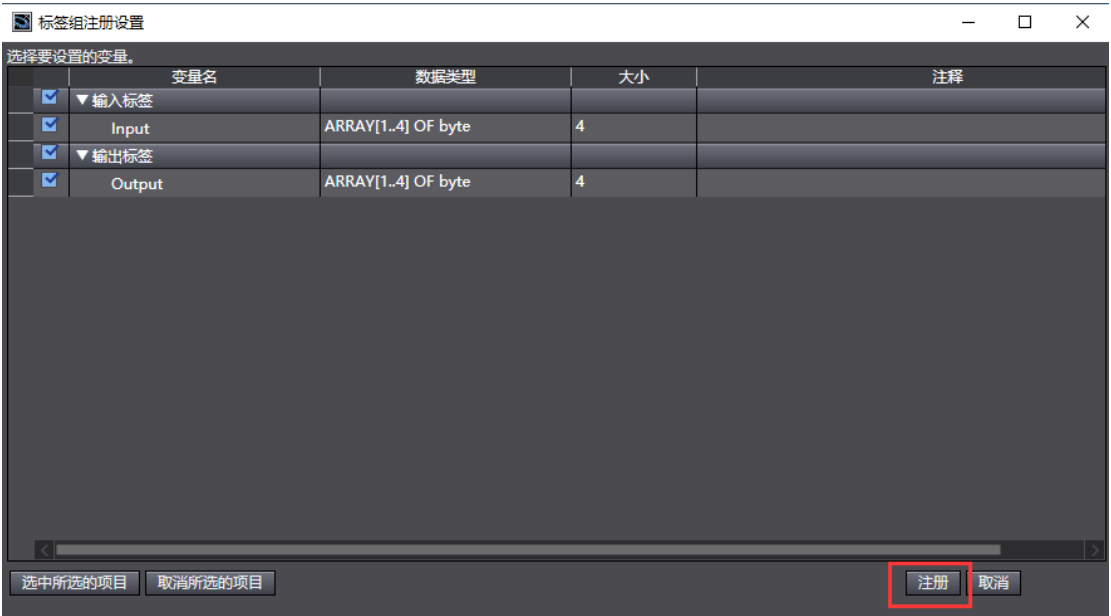 标签组注册设置
选择要设置的变量。
变量名 数据类型 大小 注释
▼输入标签
Input ARRAY[1..4] OF byte 4
▼输出标签
Output ARRAY[1..4] OF byte 4
选中所选的项目 取消所选的项目 注册 取消